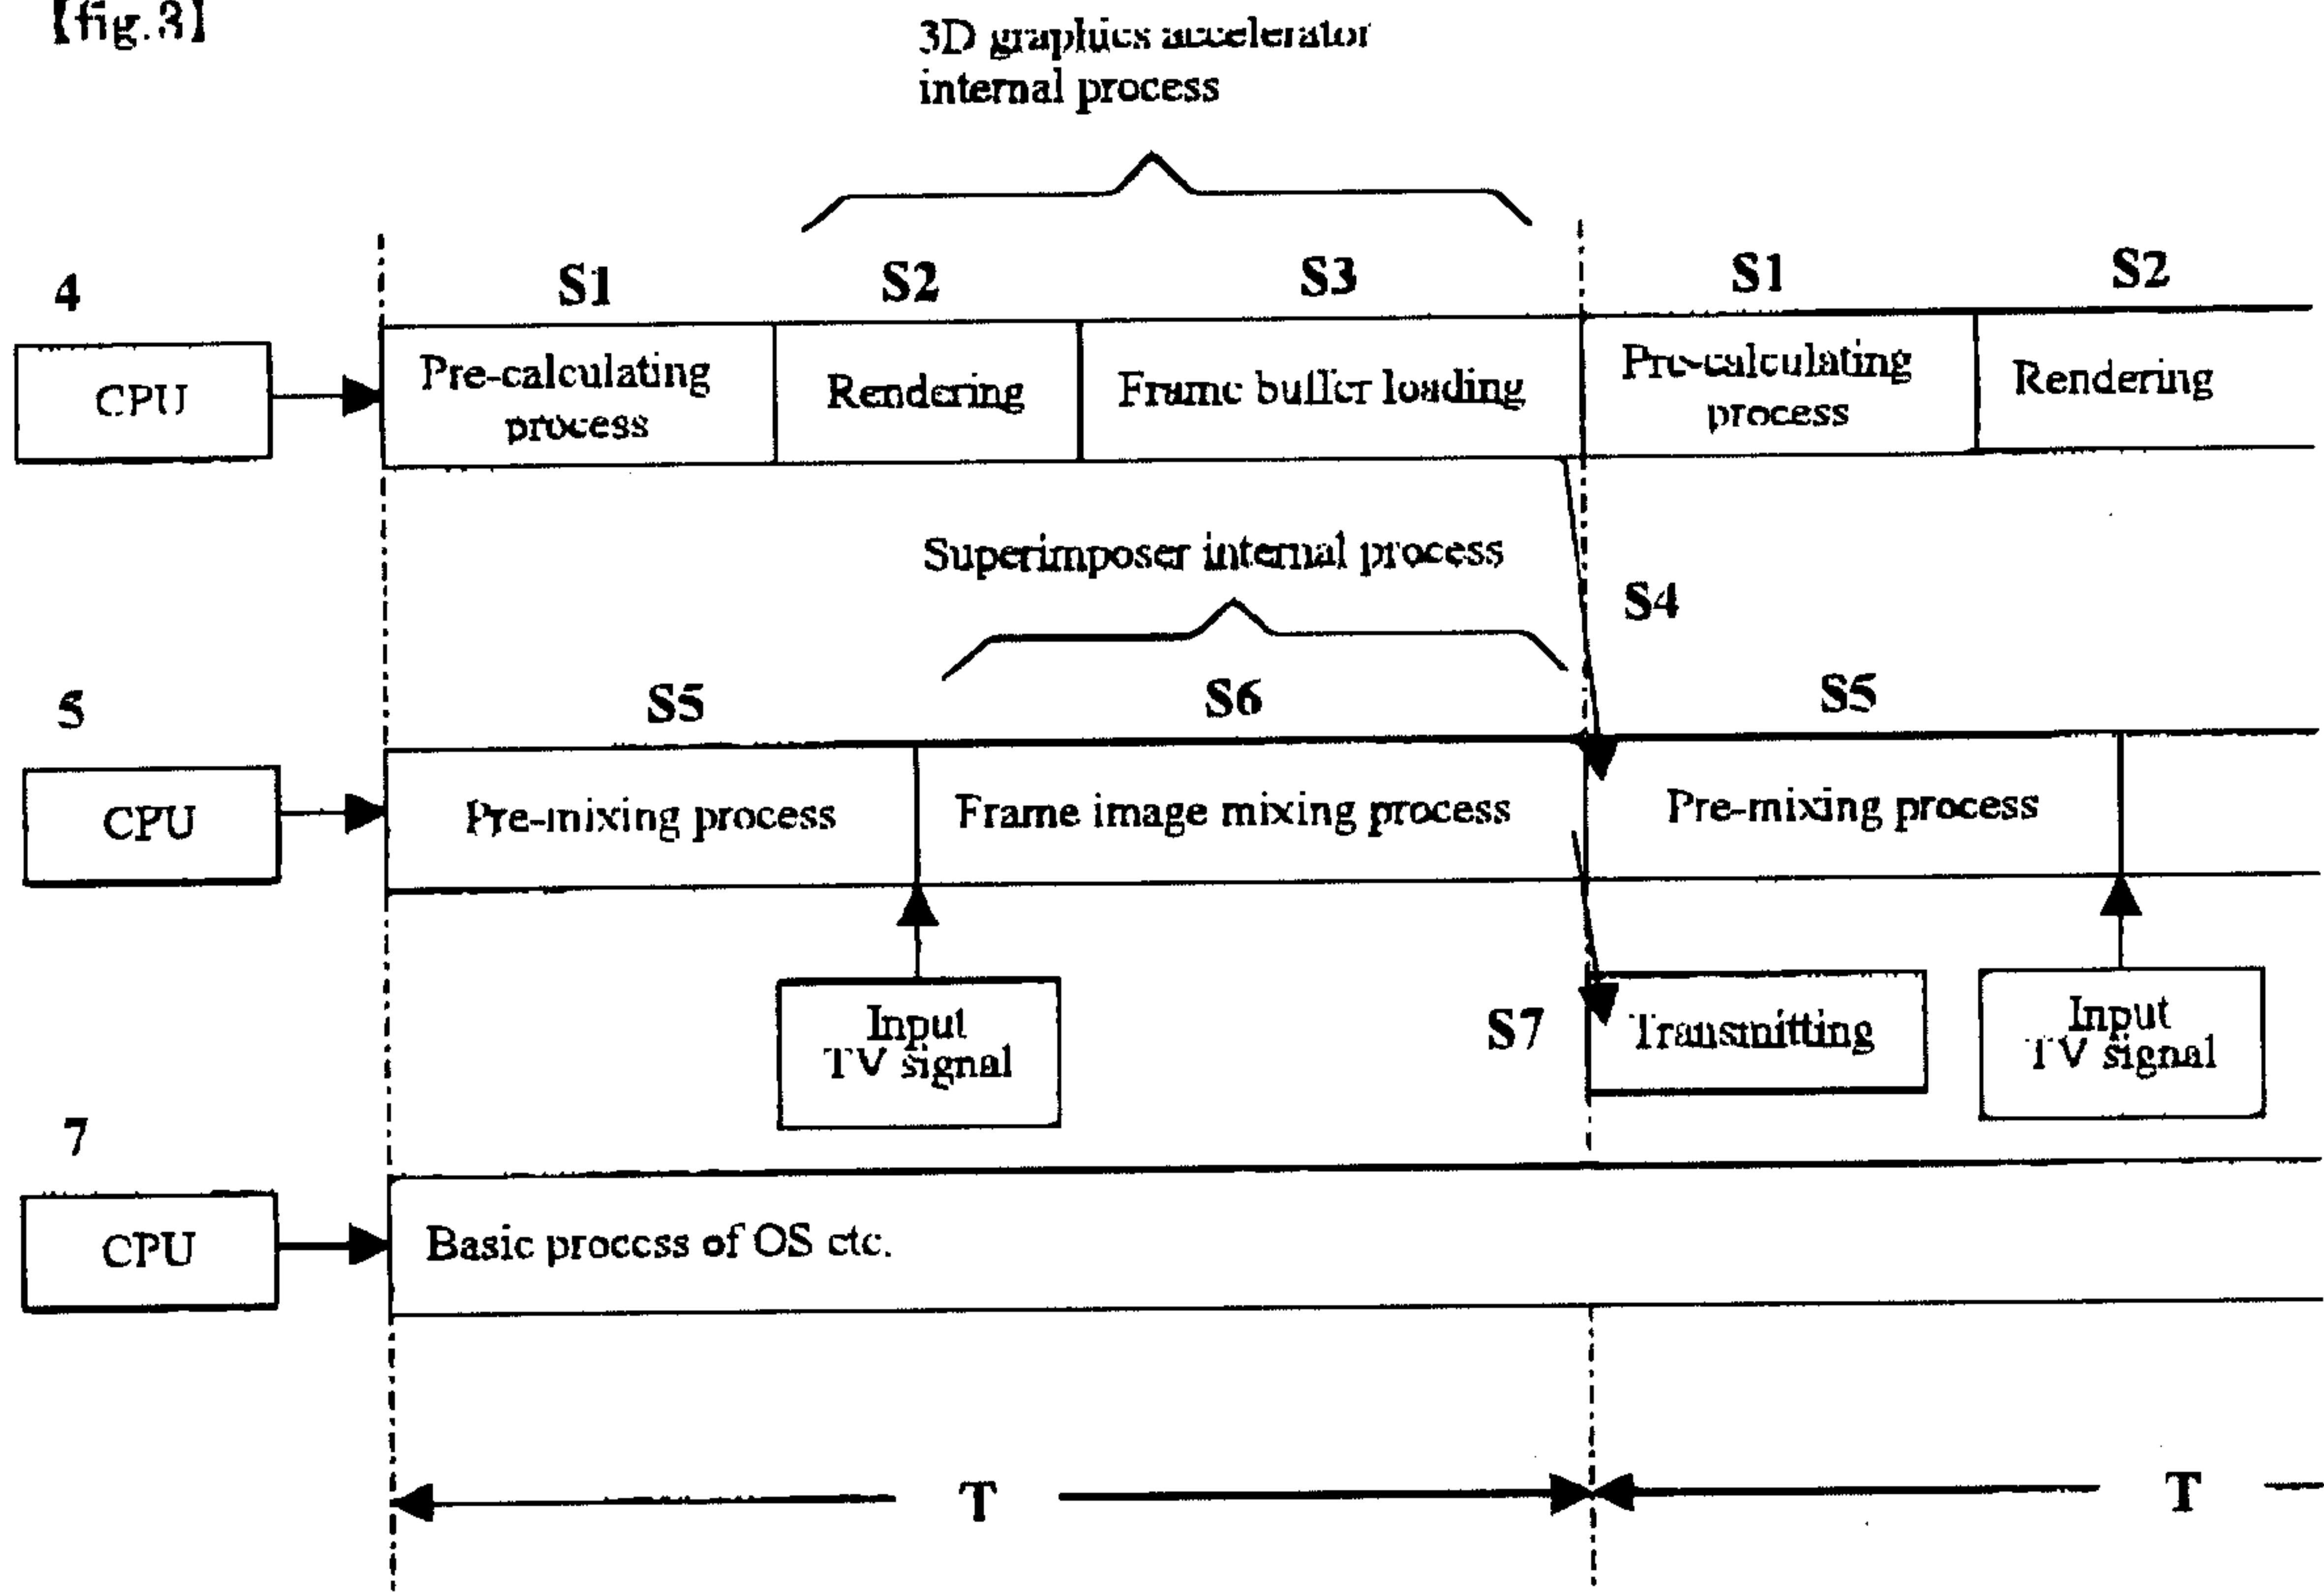 【fig.3】
3D graphics accelerator
internal process
S1
S2
S3
S1
S2
4
CPU
Pre-calculating
process
Rendering
Frame buffer loading
Pre-calculating
process
Rendering
Superimposer internal process
S4
5
S5
S6
S5
CPU
Pre-mixing process
Frame image mixing process
Pre-mixing process
Input
TV signal
S7
Transmitting
Input
TV signal
7
CPU
Basic process of OS etc.
T
T